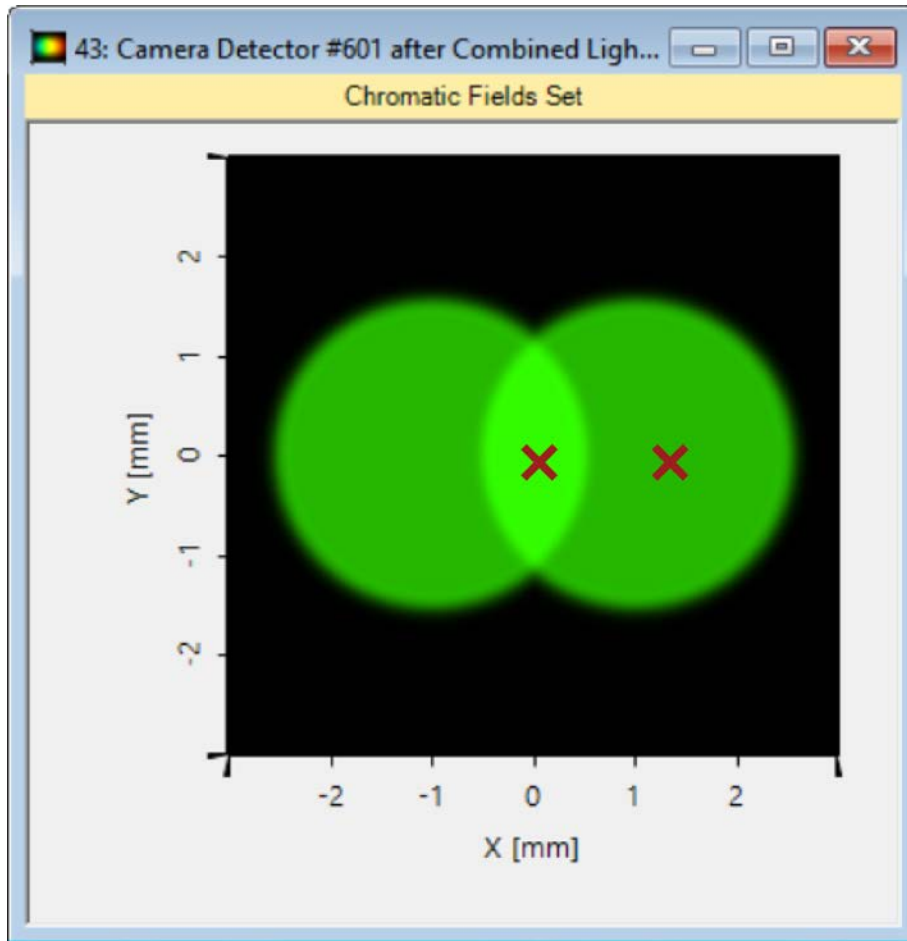 43: Camera Detector #601 after Combined Ligh...
Chromatic Fields Set
Y [mm]
2
1
0
-1
-2
-2 -1 0 1 2
X [mm]